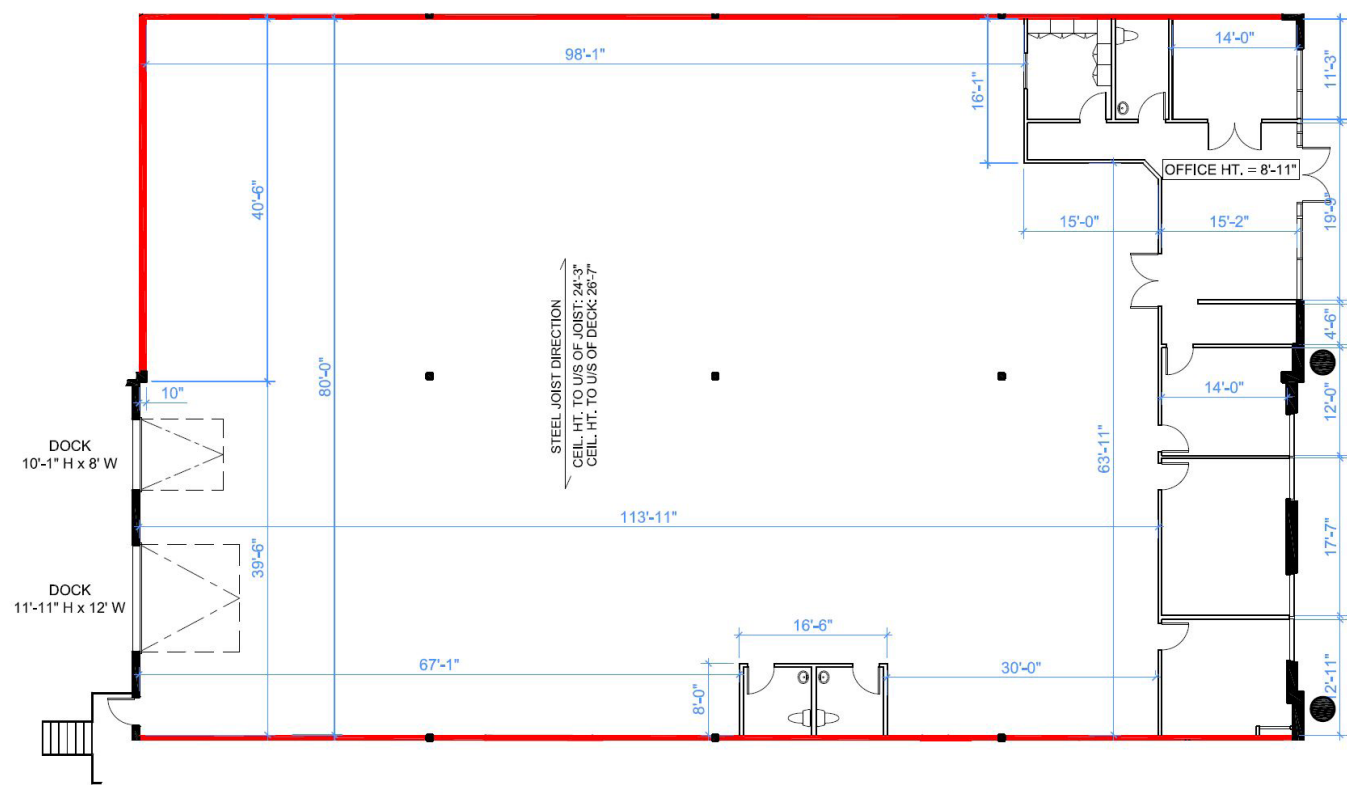 98'-1"
14'-0"
11'-3"
16'-1"
OFFICE HT. = 8'-11"
40'-6"
19'-9"
15'-0"
15'-2"
STEEL JOIST DIRECTION
CEIL. HT. TO U/S OF JOIST: 24'-3"
CEIL. HT. TO U/S OF DECK: 26'-7"
4'-6"
80'-0"
10"
14'-0"
12'-0"
DOCK
10'-1" H x 8' W
63'-11"
113'-11"
17'-7"
39'-6"
DOCK
11'-11" H x 12' W
16'-6"
67'-1"
30'-0"
8'-0"
12'-11"